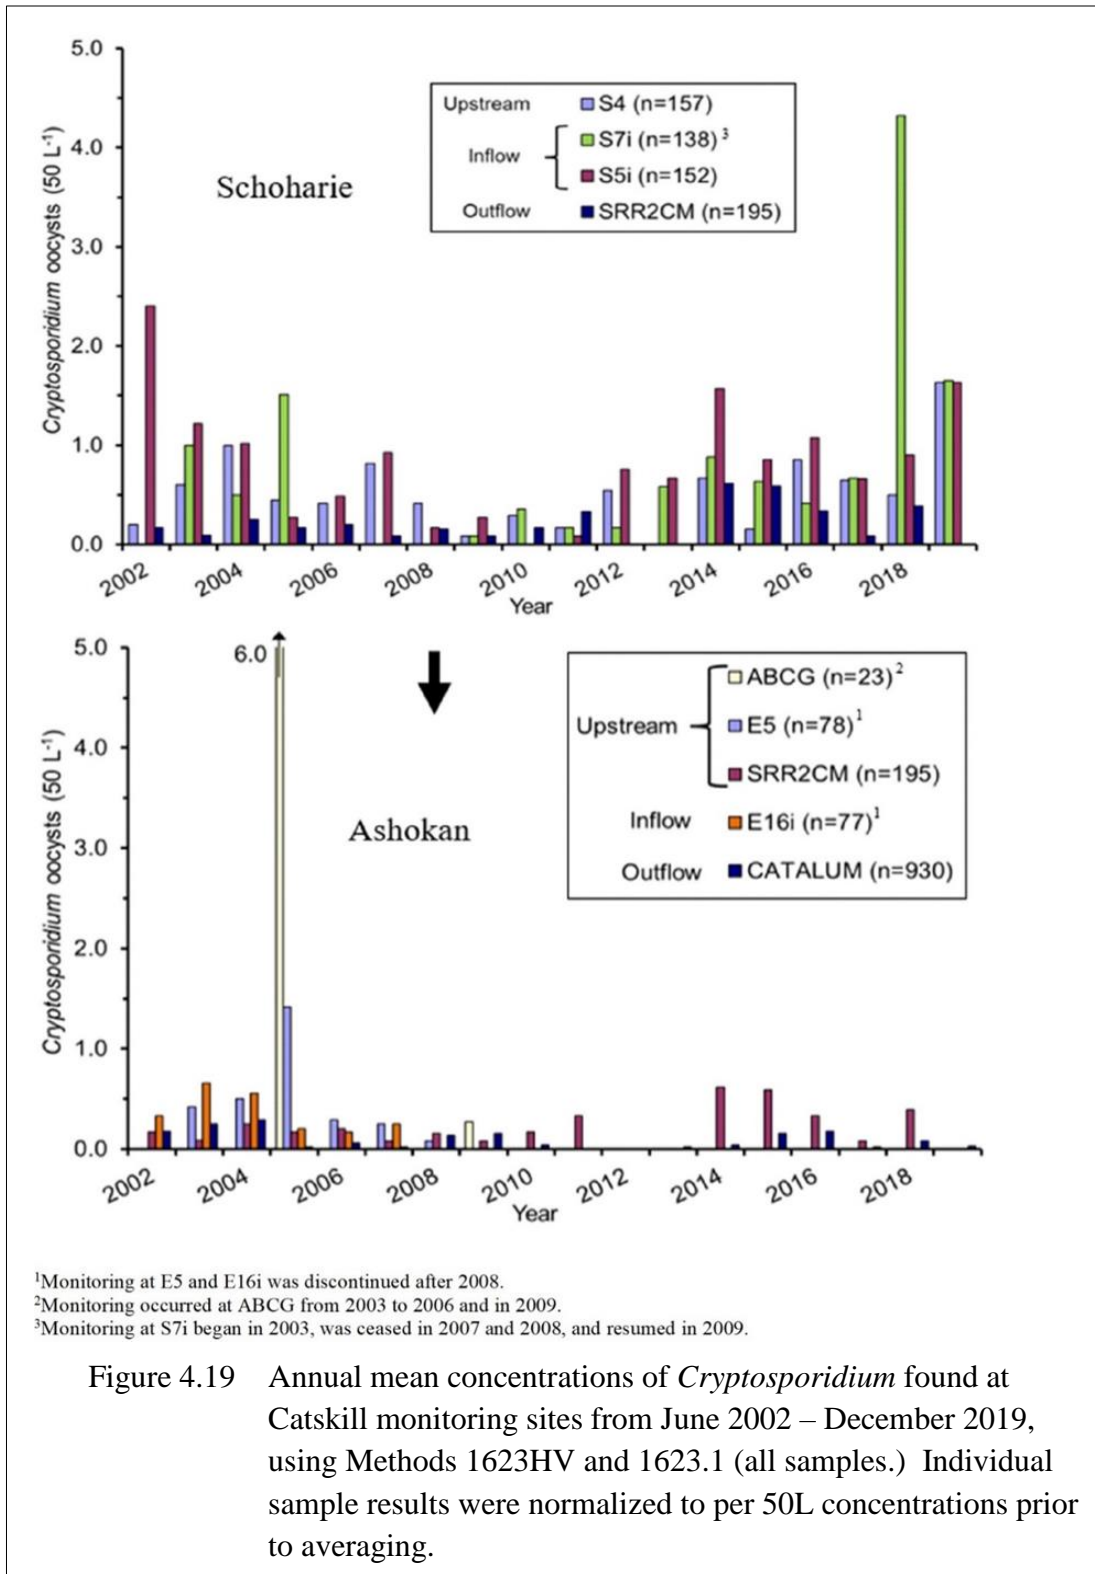 5.0
4.0
3.0
2.0
1.0
0.0
Cryptosporidium oocysts (50 L⁻¹)
Schoharie
Upstream S4 (n=157)
Inflow S7i (n=138)³
S5i (n=152)
Outflow SRR2CM (n=195)
2002 2004 2006 2008 2010 2012 2014 2016 2018
Year
5.0
4.0
3.0
2.0
1.0
0.0
Cryptosporidium oocysts (50 L⁻¹)
6.0
Ashokan
ABCG (n=23)²
Upstream E5 (n=78)¹
SRR2CM (n=195)
Inflow E16i (n=77)¹
Outflow CATALUM (n=930)
2002 2004 2006 2008 2010 2012 2014 2016 2018
Year
¹Monitoring at E5 and E16i was discontinued after 2008.
²Monitoring occurred at ABCG from 2003 to 2006 and in 2009.
³Monitoring at S7i began in 2003, was ceased in 2007 and 2008, and resumed in 2009.
Figure 4.19 Annual mean concentrations of Cryptosporidium found at
Catskill monitoring sites from June 2002 – December 2019,
using Methods 1623HV and 1623.1 (all samples.) Individual
sample results were normalized to per 50L concentrations prior
to averaging.